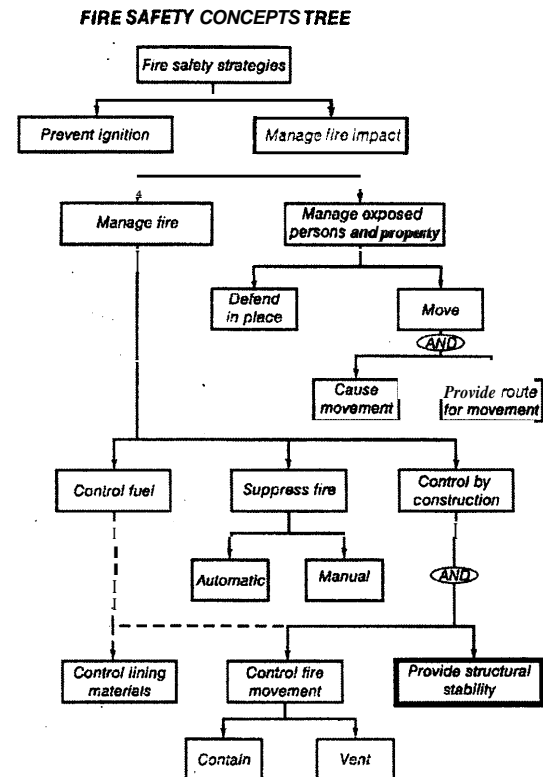 FIRE SAFETY CONCEPTS TREE
Fire safety strategies
Prevent ignition
Manage fire impact
4
Manage fire
Manage exposed
persons and property
Defend
in place
Move
AND
Cause
movement
Provide route
for movement
Control fuel
Suppress fire
Control by
construction
Automatic
Manual
AND
Control lining
materials
Control fire
movement
Provide structural
stability
Contain
Vent